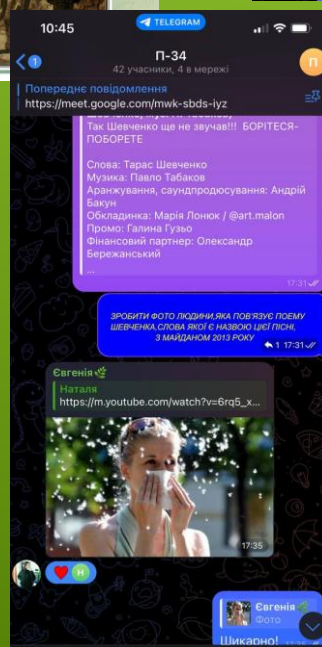 10:45
TELEGRAM
1
П-34
42 учасники, 4 в мережі
П
Попереднє повідомлення
https://meet.google.com/mwk-sbds-iyz
Так Шевченко ще не звучав!!! БОРІТЕСЯ-
ПОБОРЕТЕ
Слова: Тарас Шевченко
Музика: Павло Табаков
Аранжування, саундпродюсування: Андрій
Бакун
Обкладинка: Марія Лонюк / @art.malon
Промо: Галина Гузьо
Фінансовий партнер: Олександр
Бережанський
...
17:31
ЗРОБИТИ ФОТО ЛЮДИНИ,ЯКА ПОВ'ЯЗУЄ ПОЕМУ
ШЕВЧЕНКА,СЛОВА ЯКОЇ Є НАЗВОЮ ЦІЄЇ ПІСНІ,
З МАЙДАНОМ 2013 РОКУ
1 17:31
Євгенія
Наталя
https://m.youtube.com/watch?v=6rq5_x...
17:35
Н
Євгенія
Фото
Шикарно!